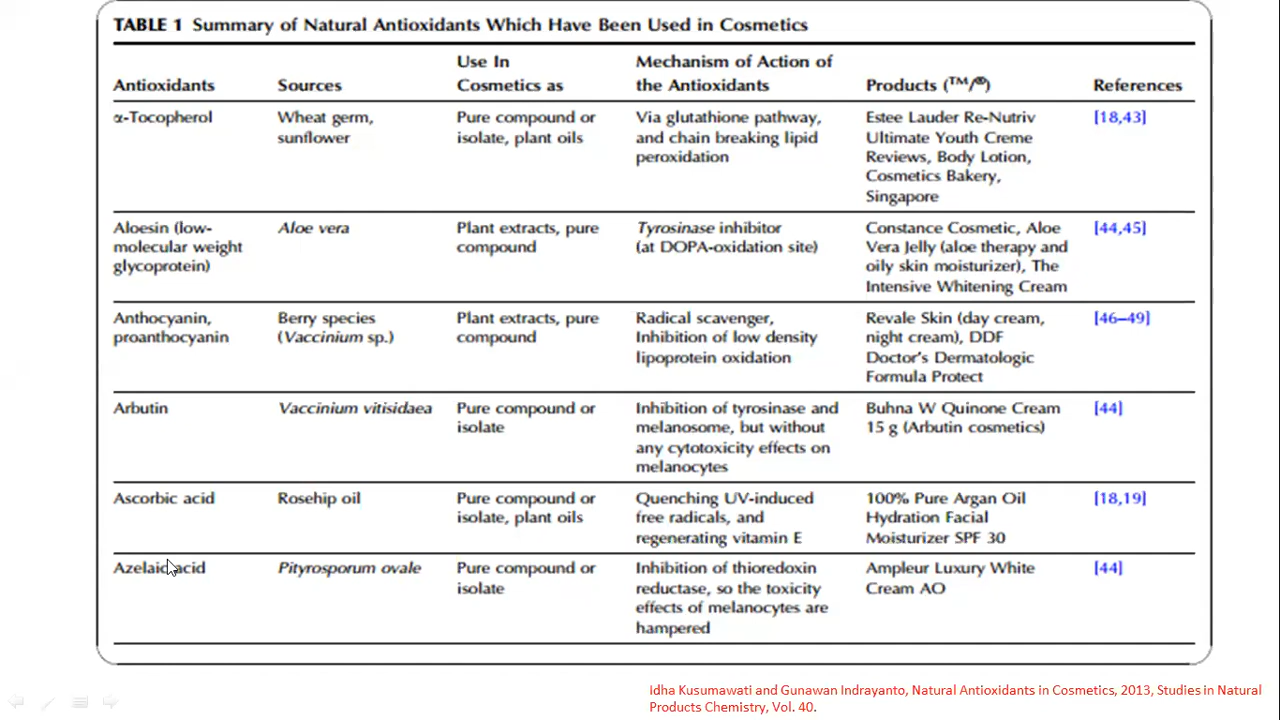 TABLE 1 Summary of Natural Antioxidants Which Have Been Used in Cosmetics
Use In Mechanism of Action of
Antioxidants Sources Cosmetics as the Antioxidants Products (TM/®) References
α-Tocopherol Wheat germ, Pure compound or Via glutathione pathway, Estee Lauder Re-Nutriv [18,43]
sunflower isolate, plant oils and chain breaking lipid Ultimate Youth Creme
peroxidation Reviews, Body Lotion,
Cosmetics Bakery,
Singapore
Aloesin (low- Aloe vera Plant extracts, pure Tyrosinase inhibitor Constance Cosmetic, Aloe [44,45]
molecular weight compound (at DOPA-oxidation site) Vera Jelly (aloe therapy and
glycoprotein) oily skin moisturizer), The
Intensive Whitening Cream
Anthocyanin, Berry species Plant extracts, pure Radical scavenger, Revale Skin (day cream, [46–49]
proanthocyanin (Vaccinium sp.) compound Inhibition of low density night cream), DDF
lipoprotein oxidation Doctor's Dermatologic
Formula Protect
Arbutin Vaccinium vitisidaea Pure compound or Inhibition of tyrosinase and Buhna W Quinone Cream [44]
isolate melanosome, but without 15 g (Arbutin cosmetics)
any cytotoxicity effects on
melanocytes
Ascorbic acid Rosehip oil Pure compound or Quenching UV-induced 100% Pure Argan Oil [18,19]
isolate, plant oils free radicals, and Hydration Facial
regenerating vitamin E Moisturizer SPF 30
Azelaic acid Pityrosporum ovale Pure compound or Inhibition of thioredoxin Ampleur Luxury White [44]
isolate reductase, so the toxicity Cream AO
effects of melanocytes are
hampered
Idha Kusumawati and Gunawan Indrayanto, Natural Antioxidants in Cosmetics, 2013, Studies in Natural
Products Chemistry, Vol. 40.